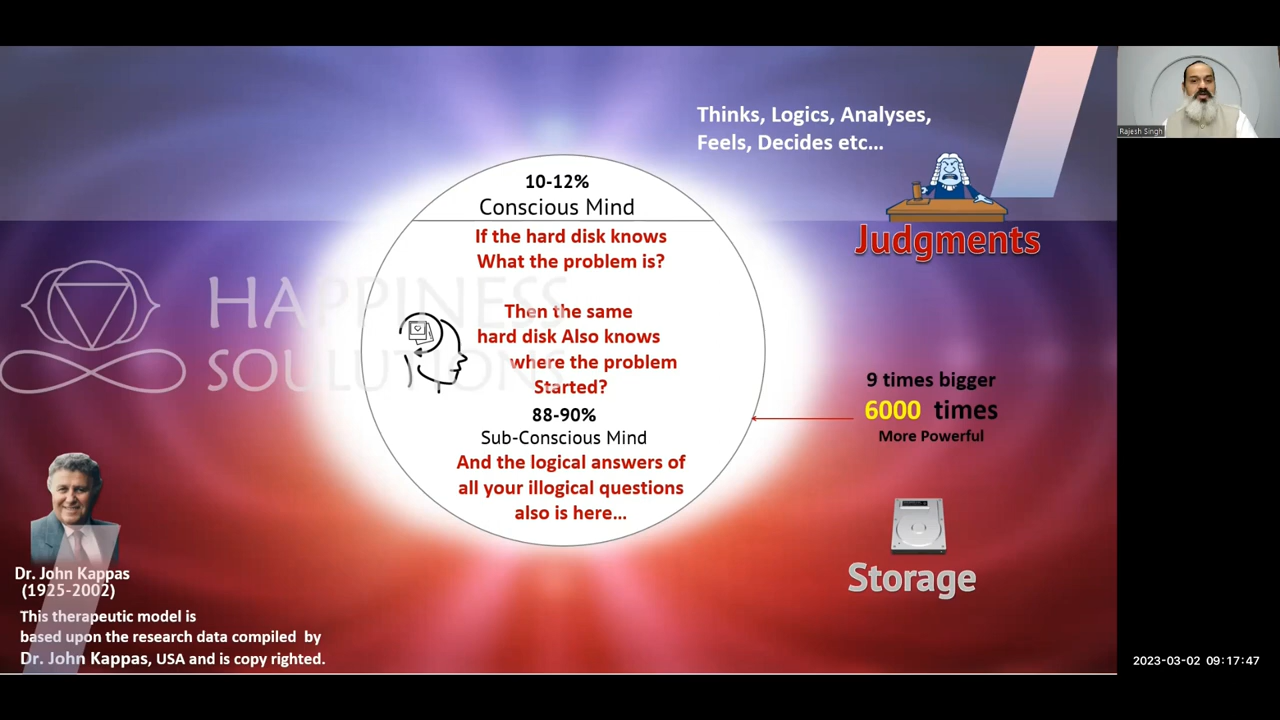 Thinks, Logics, Analyses,
Feels, Decides etc...
Rajesh Singh
10-12%
Conscious Mind
Judgments
If the hard disk knows
What the problem is?
HAPPINESS
SOULUTIONS
Then the same
hard disk Also knows
where the problem
Started?
88-90%
Sub-Conscious Mind
And the logical answers of
all your illogical questions
also is here...
9 times bigger
6000 times
More Powerful
Storage
Dr. John Kappas
(1925-2002)
This therapeutic model is
based upon the research data compiled by
Dr. John Kappas, USA and is copy righted.
2023-03-02 09:17:47